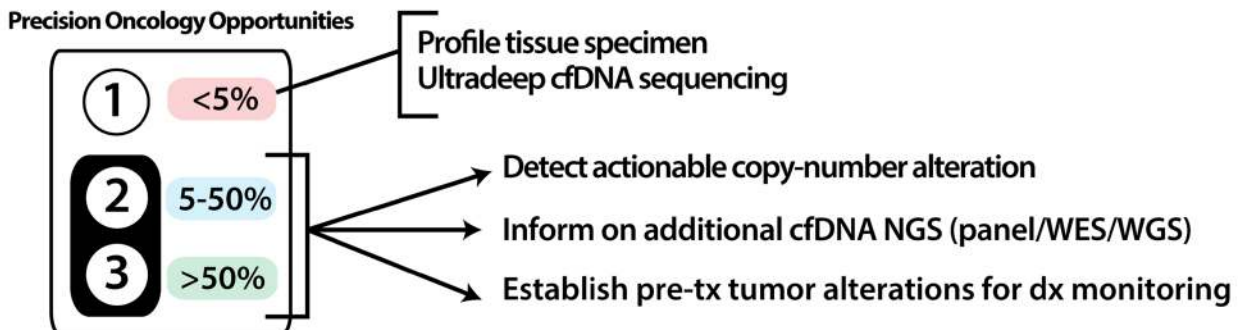 Precision Oncology Opportunities
1 <5%
2 5-50%
3 >50%
Profile tissue specimen
Ultradeep cfDNA sequencing
Detect actionable copy-number alteration
Inform on additional cfDNA NGS (panel/WES/WGS)
Establish pre-tx tumor alterations for dx monitoring